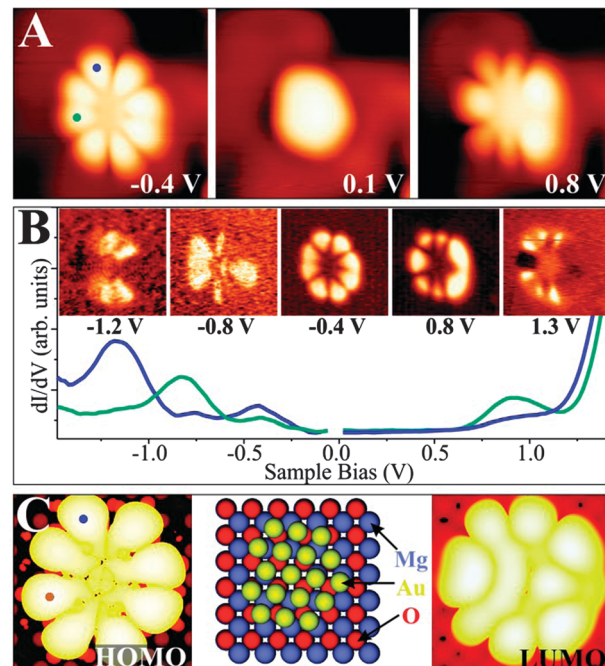 A
-0.4 V
0.1 V
0.8 V
B
-1.2 V
-0.8 V
-0.4 V
0.8 V
1.3 V
dI/dV (arb. units)
-1.0
-0.5
0.0
0.5
1.0
Sample Bias (V)
C
Mg
Au
O
HOMO
LUMO